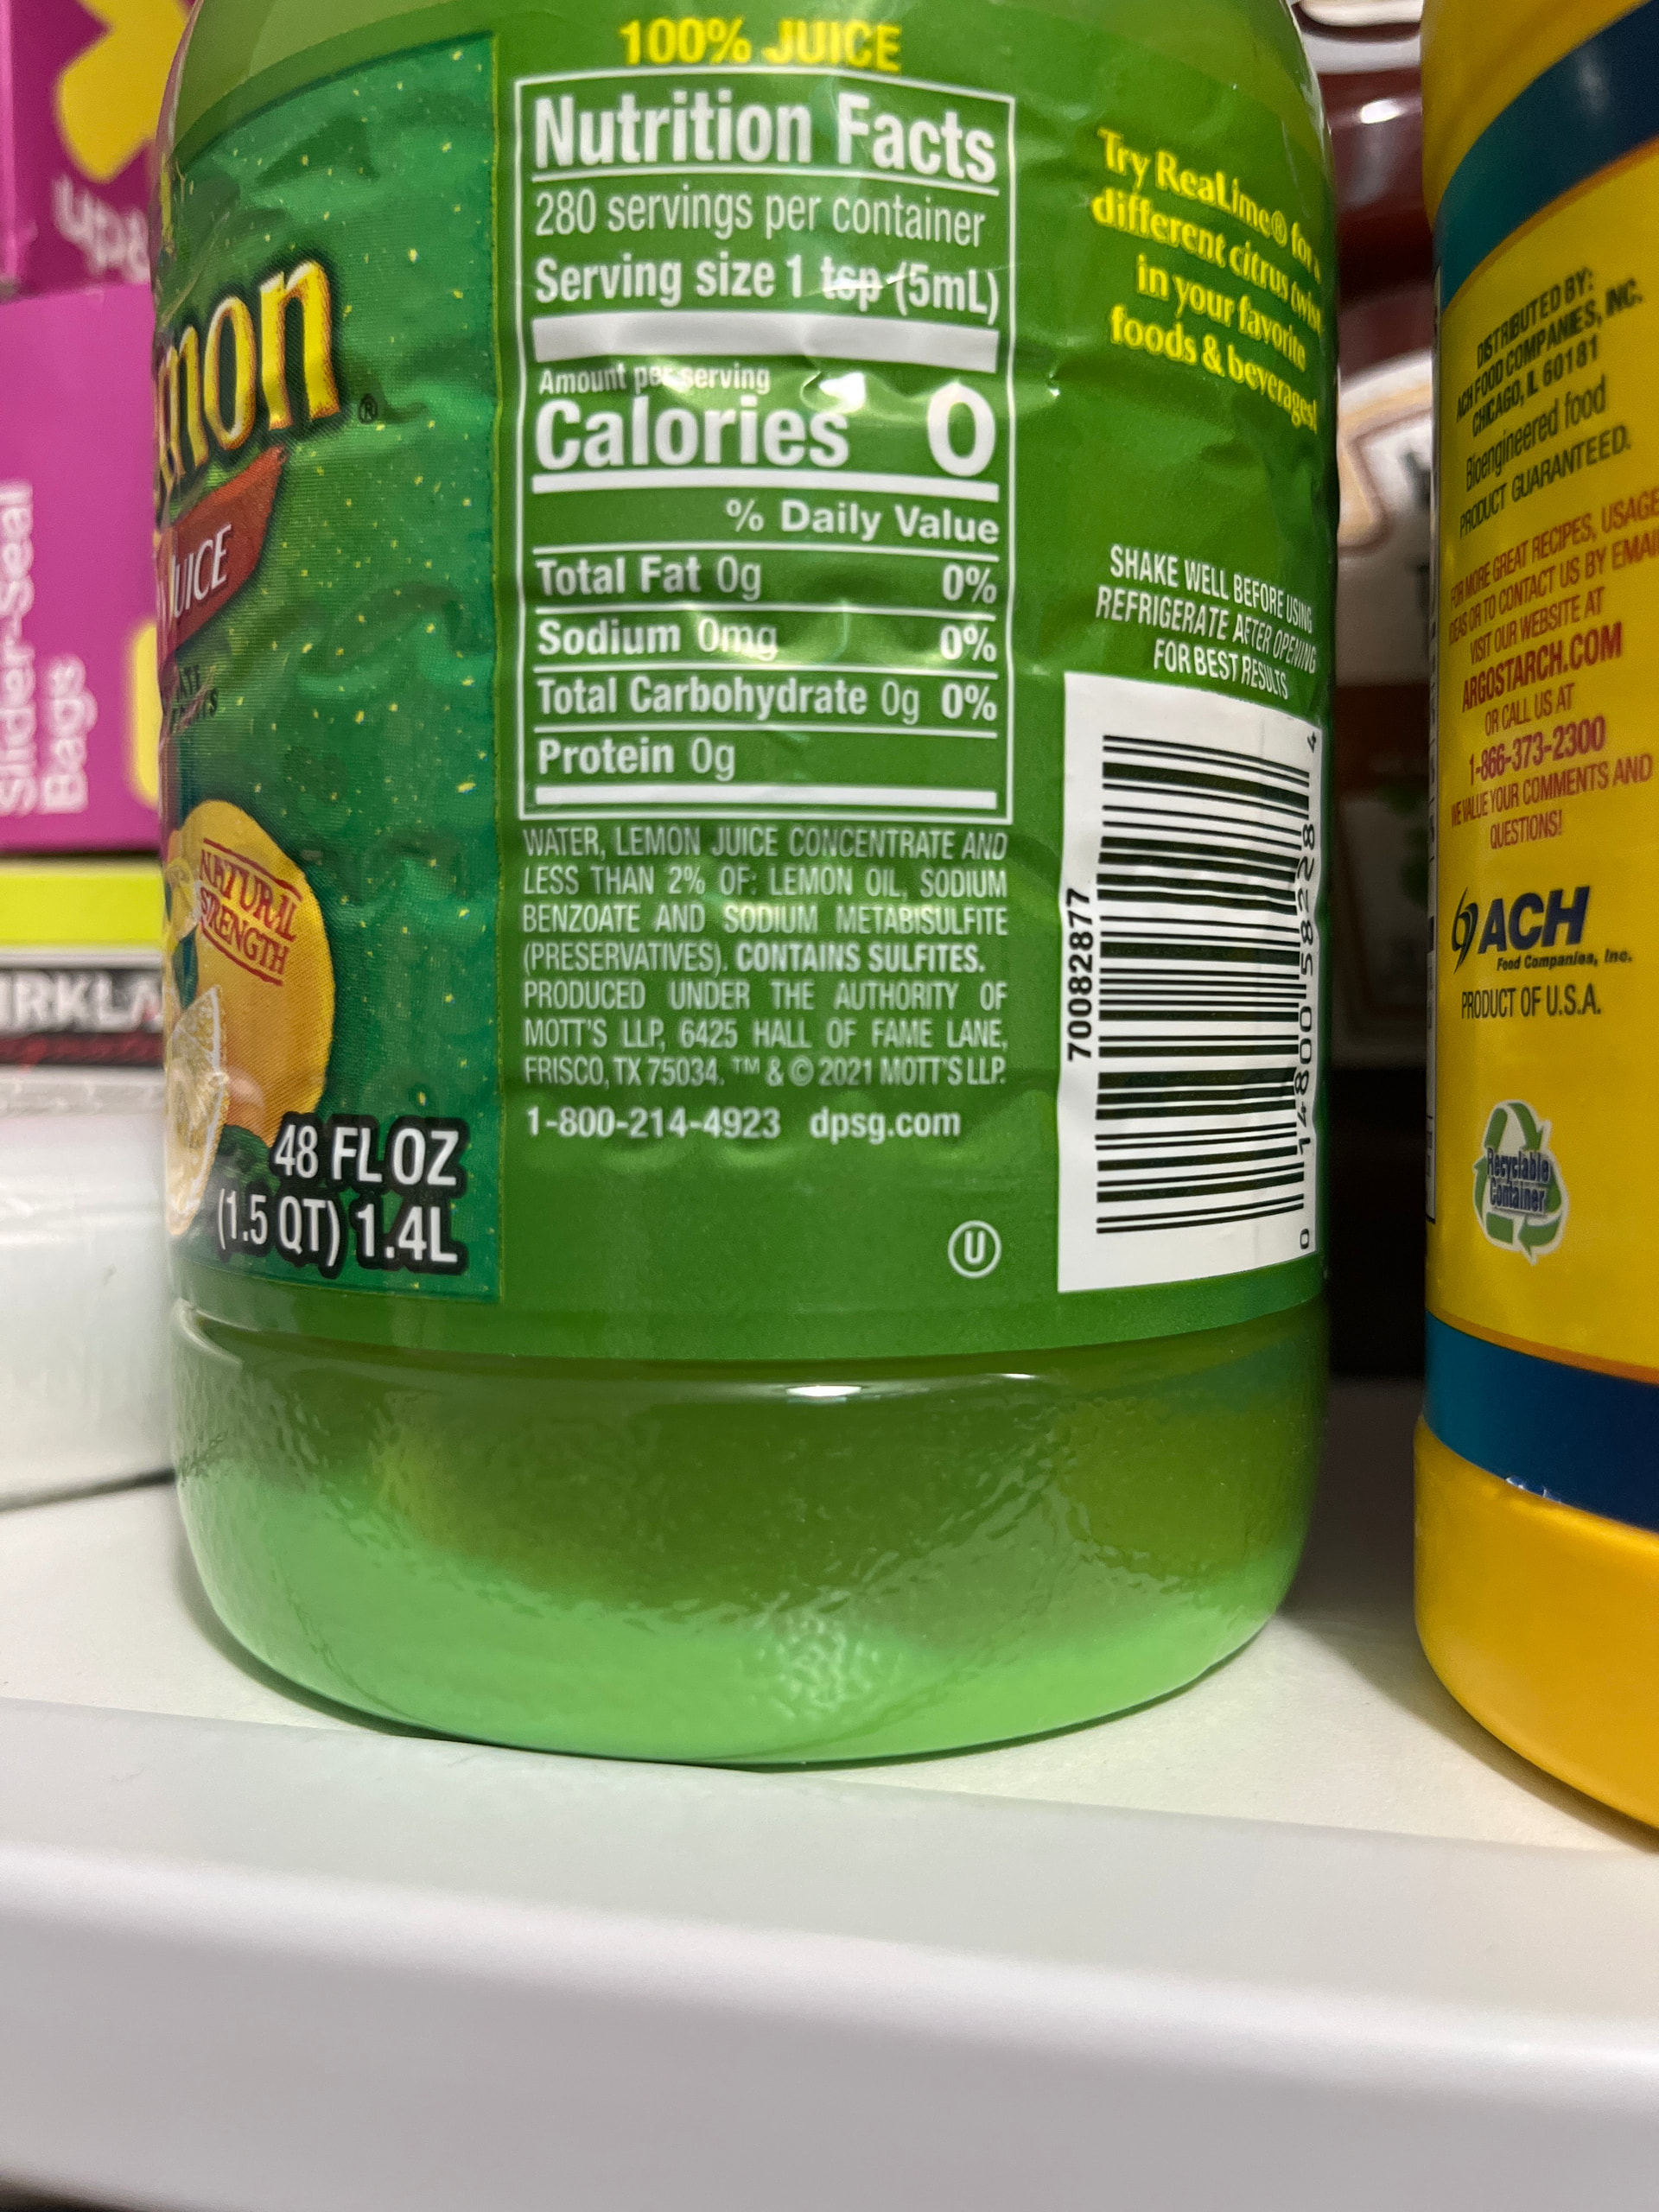 100% JUICE
Nutrition Facts
280 servings per container
Serving size 1 tsp (5mL)
Amount per serving
Calories 0
% Daily Value
Total Fat 0g 0%
Sodium 0mg 0%
Total Carbohydrate 0g 0%
Protein 0g
WATER, LEMON JUICE CONCENTRATE AND
LESS THAN 2% OF: LEMON OIL, SODIUM
BENZOATE AND SODIUM METABISULFITE
(PRESERVATIVES). CONTAINS SULFITES.
PRODUCED UNDER THE AUTHORITY OF
MOTT'S LLP, 6425 HALL OF FAME LANE,
FRISCO, TX 75034. ™ & © 2021 MOTT'S LLP.
1-800-214-4923 dpsg.com
U
mon®
JUICE
NATURAL
STRENGTH
48 FL OZ
(1.5 QT) 1.4L
Try ReaLime® for a
different citrus twist
in your favorite
foods & beverages!
SHAKE WELL BEFORE USING
REFRIGERATE AFTER OPENING
FOR BEST RESULTS
70082877
0 14800 58228 4
Slider-Seal
Bags
IRKLA
DISTRIBUTED BY:
ACH FOOD COMPANIES, INC.
CHICAGO, IL 60181
Bioengineered food
PRODUCT GUARANTEED.
FOR MORE GREAT RECIPES, USAGE
IDEAS OR TO CONTACT US BY EMAIL
VISIT OUR WEBSITE AT
ARGOSTARCH.COM
OR CALL US AT
1-866-373-2300
WE VALUE YOUR COMMENTS AND
QUESTIONS!
ACH
Food Companies, Inc.
PRODUCT OF U.S.A.
Recyclable
Container